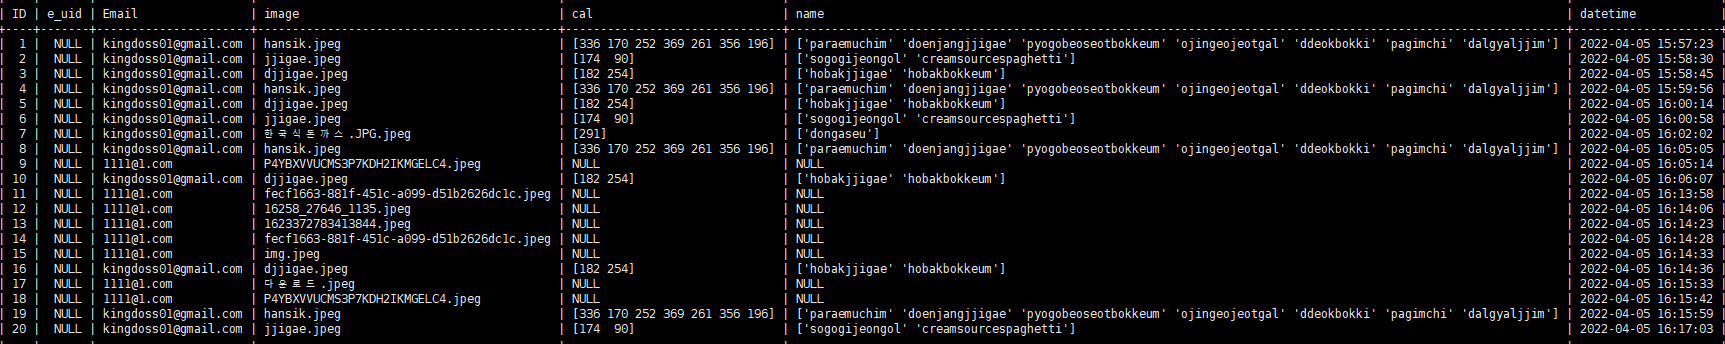 | ID | e_uid | Email | image | cal | name | datetime |
| 1 | NULL | kingdoss01@gmail.com | hansik.jpeg | [336 170 252 369 261 356 196] | ['paraemuchim' 'doenjangjjigae' 'pyogobeoseotbokkeum' 'ojingeojeotgal' 'ddeokbokki' 'pagimchi' 'dalgyaljjim'] | 2022-04-05 15:57:23 |
| 2 | NULL | kingdoss01@gmail.com | jjigae.jpeg | [174  90] | ['sogogijeongol' 'creamsourcespaghetti'] | 2022-04-05 15:58:30 |
| 3 | NULL | kingdoss01@gmail.com | djjigae.jpeg | [182 254] | ['hobakjjigae' 'hobakbokkeum'] | 2022-04-05 15:58:45 |
| 4 | NULL | kingdoss01@gmail.com | hansik.jpeg | [336 170 252 369 261 356 196] | ['paraemuchim' 'doenjangjjigae' 'pyogobeoseotbokkeum' 'ojingeojeotgal' 'ddeokbokki' 'pagimchi' 'dalgyaljjim'] | 2022-04-05 15:59:56 |
| 5 | NULL | kingdoss01@gmail.com | djjigae.jpeg | [182 254] | ['hobakjjigae' 'hobakbokkeum'] | 2022-04-05 16:00:14 |
| 6 | NULL | kingdoss01@gmail.com | jjigae.jpeg | [174  90] | ['sogogijeongol' 'creamsourcespaghetti'] | 2022-04-05 16:00:58 |
| 7 | NULL | kingdoss01@gmail.com | 한국식돈까스.JPG.jpeg | [291] | ['dongaseu'] | 2022-04-05 16:02:02 |
| 8 | NULL | kingdoss01@gmail.com | hansik.jpeg | [336 170 252 369 261 356 196] | ['paraemuchim' 'doenjangjjigae' 'pyogobeoseotbokkeum' 'ojingeojeotgal' 'ddeokbokki' 'pagimchi' 'dalgyaljjim'] | 2022-04-05 16:05:05 |
| 9 | NULL | 1111@1.com | P4YBXVVUCMS3P7KDH2IKMGELC4.jpeg | NULL | NULL | 2022-04-05 16:05:14 |
| 10 | NULL | kingdoss01@gmail.com | djjigae.jpeg | [182 254] | ['hobakjjigae' 'hobakbokkeum'] | 2022-04-05 16:06:07 |
| 11 | NULL | 1111@1.com | fecf1663-881f-451c-a099-d51b2626dc1c.jpeg | NULL | NULL | 2022-04-05 16:13:58 |
| 12 | NULL | 1111@1.com | 16258_27646_1135.jpeg | NULL | NULL | 2022-04-05 16:14:06 |
| 13 | NULL | 1111@1.com | 1623372783413844.jpeg | NULL | NULL | 2022-04-05 16:14:23 |
| 14 | NULL | 1111@1.com | fecf1663-881f-451c-a099-d51b2626dc1c.jpeg | NULL | NULL | 2022-04-05 16:14:28 |
| 15 | NULL | 1111@1.com | img.jpeg | NULL | NULL | 2022-04-05 16:14:33 |
| 16 | NULL | kingdoss01@gmail.com | djjigae.jpeg | [182 254] | ['hobakjjigae' 'hobakbokkeum'] | 2022-04-05 16:14:36 |
| 17 | NULL | 1111@1.com | 다운로드.jpeg | NULL | NULL | 2022-04-05 16:15:33 |
| 18 | NULL | 1111@1.com | P4YBXVVUCMS3P7KDH2IKMGELC4.jpeg | NULL | NULL | 2022-04-05 16:15:42 |
| 19 | NULL | kingdoss01@gmail.com | hansik.jpeg | [336 170 252 369 261 356 196] | ['paraemuchim' 'doenjangjjigae' 'pyogobeoseotbokkeum' 'ojingeojeotgal' 'ddeokbokki' 'pagimchi' 'dalgyaljjim'] | 2022-04-05 16:15:59 |
| 20 | NULL | kingdoss01@gmail.com | jjigae.jpeg | [174  90] | ['sogogijeongol' 'creamsourcespaghetti'] | 2022-04-05 16:17:03 |